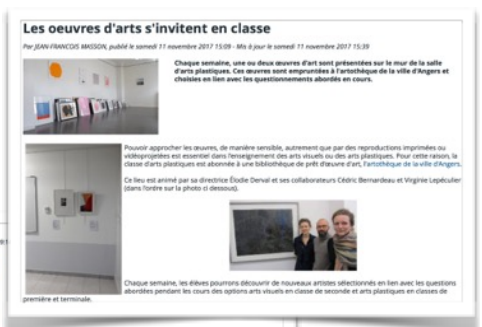 Les oeuvres d'arts s'invitent en classe
Par JEAN-FRANCOIS MASSON, publié le samedi 11 novembre 2017 15:09 - Mis à jour le samedi 11 novembre 2017 15:39
Chaque semaine, une ou deux œuvres d'art sont présentées sur le mur de la salle
d'arts plastiques. Ces œuvres sont empruntées à l'artothèque de la ville d'Angers et
choisies en lien avec les questionnements abordés en cours.
Pouvoir approcher les œuvres, de manière sensible, autrement que par des reproductions imprimées ou
vidéoprojetées est essentiel dans l'enseignement des arts visuels ou des arts plastiques. Pour cette raison, la
classe d'arts plastiques est abonnée à une bibliothèque de prêt d'œuvre d'art, l'artothèque de la ville d'Angers.
Ce lieu est animé par sa directrice Élodie Derval et ses collaborateurs Cédric Bernardeau et Virginie Lepéculier
(dans l'ordre sur la photo ci dessous).
Chaque semaine, les élèves pourrons découvrir de nouveaux artistes sélectionnés en lien avec les questions
abordées pendant les cours des options arts visuels en classe de seconde et arts plastiques en classes de
première et terminale.